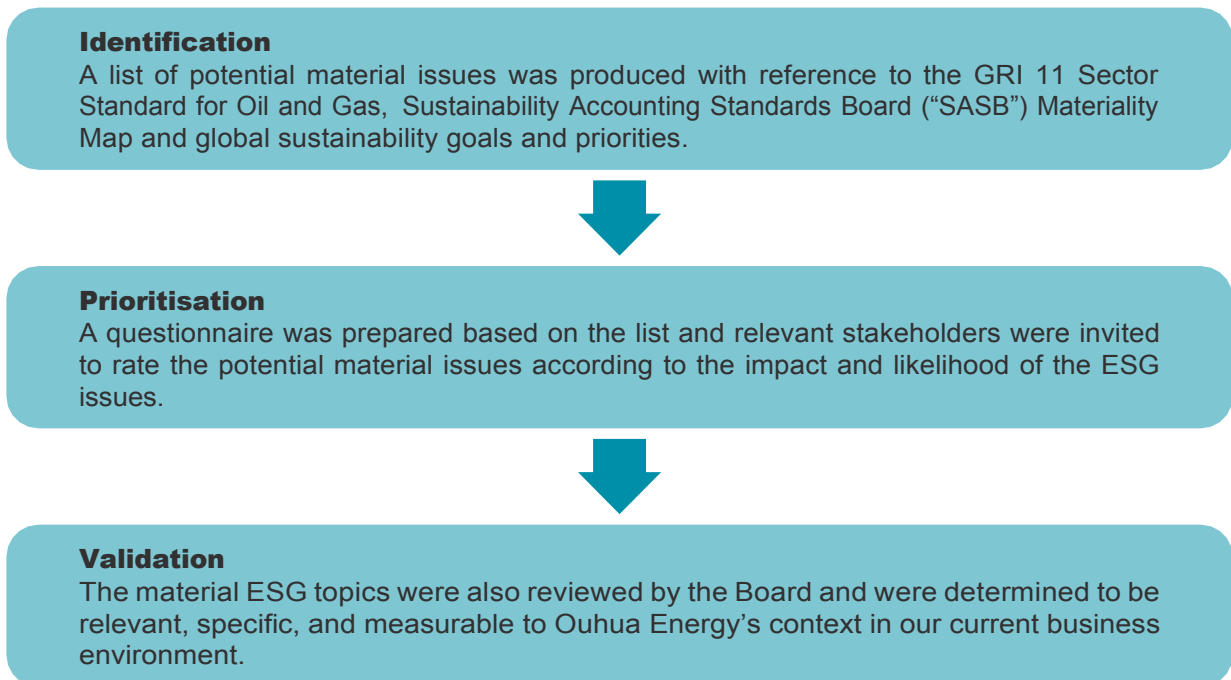 Identification
A list of potential material issues was produced with reference to the GRI 11 Sector
Standard for Oil and Gas, Sustainability Accounting Standards Board (“SASB”) Materiality
Map and global sustainability goals and priorities.
Prioritisation
A questionnaire was prepared based on the list and relevant stakeholders were invited
to rate the potential material issues according to the impact and likelihood of the ESG
issues.
Validation
The material ESG topics were also reviewed by the Board and were determined to be
relevant, specific, and measurable to Ouhua Energy’s context in our current business
environment.